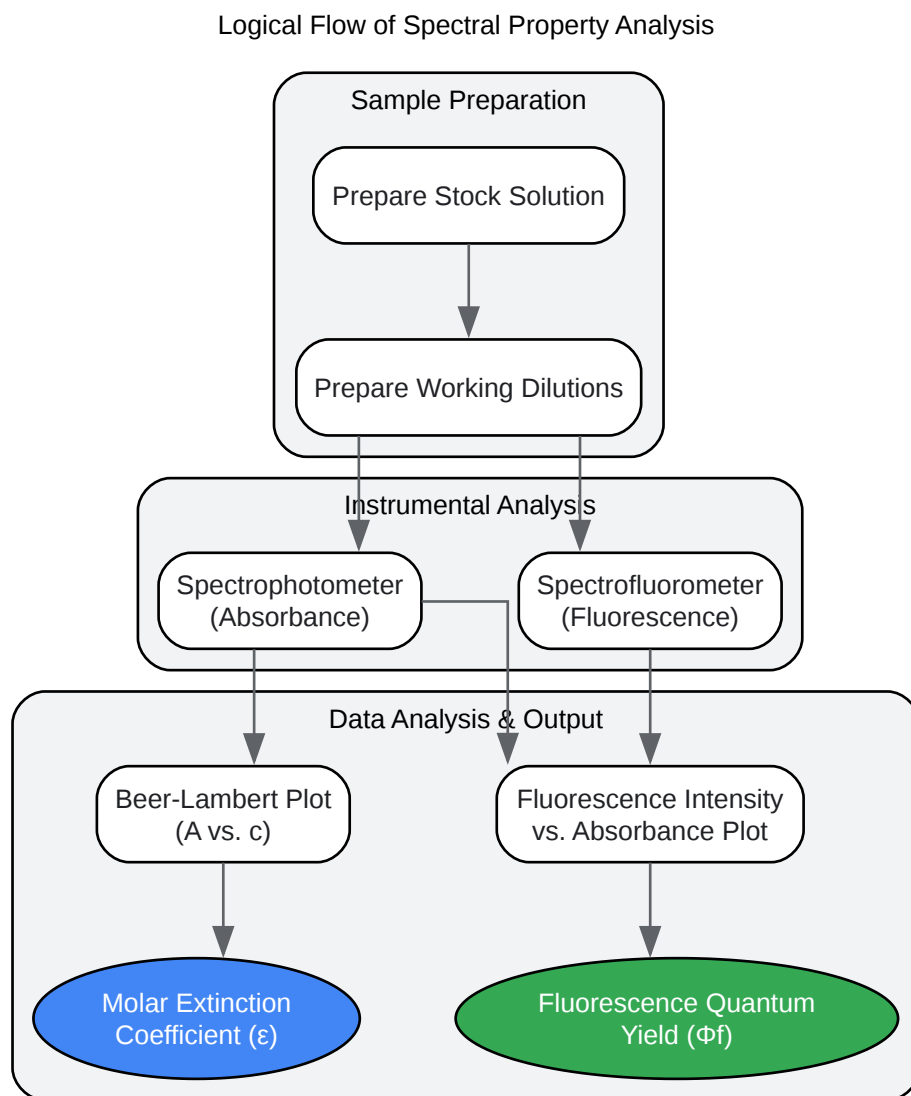 Logical Flow of Spectral Property Analysis
Sample Preparation
Prepare Stock Solution
Prepare Working Dilutions
Instrumental Analysis
Spectrophotometer
(Absorbance)
Spectrofluorometer
(Fluorescence)
Data Analysis & Output
Beer-Lambert Plot
(A vs. c)
Fluorescence Intensity
vs. Absorbance Plot
Molar Extinction
Coefficient (ε)
Fluorescence Quantum
Yield (Φf)